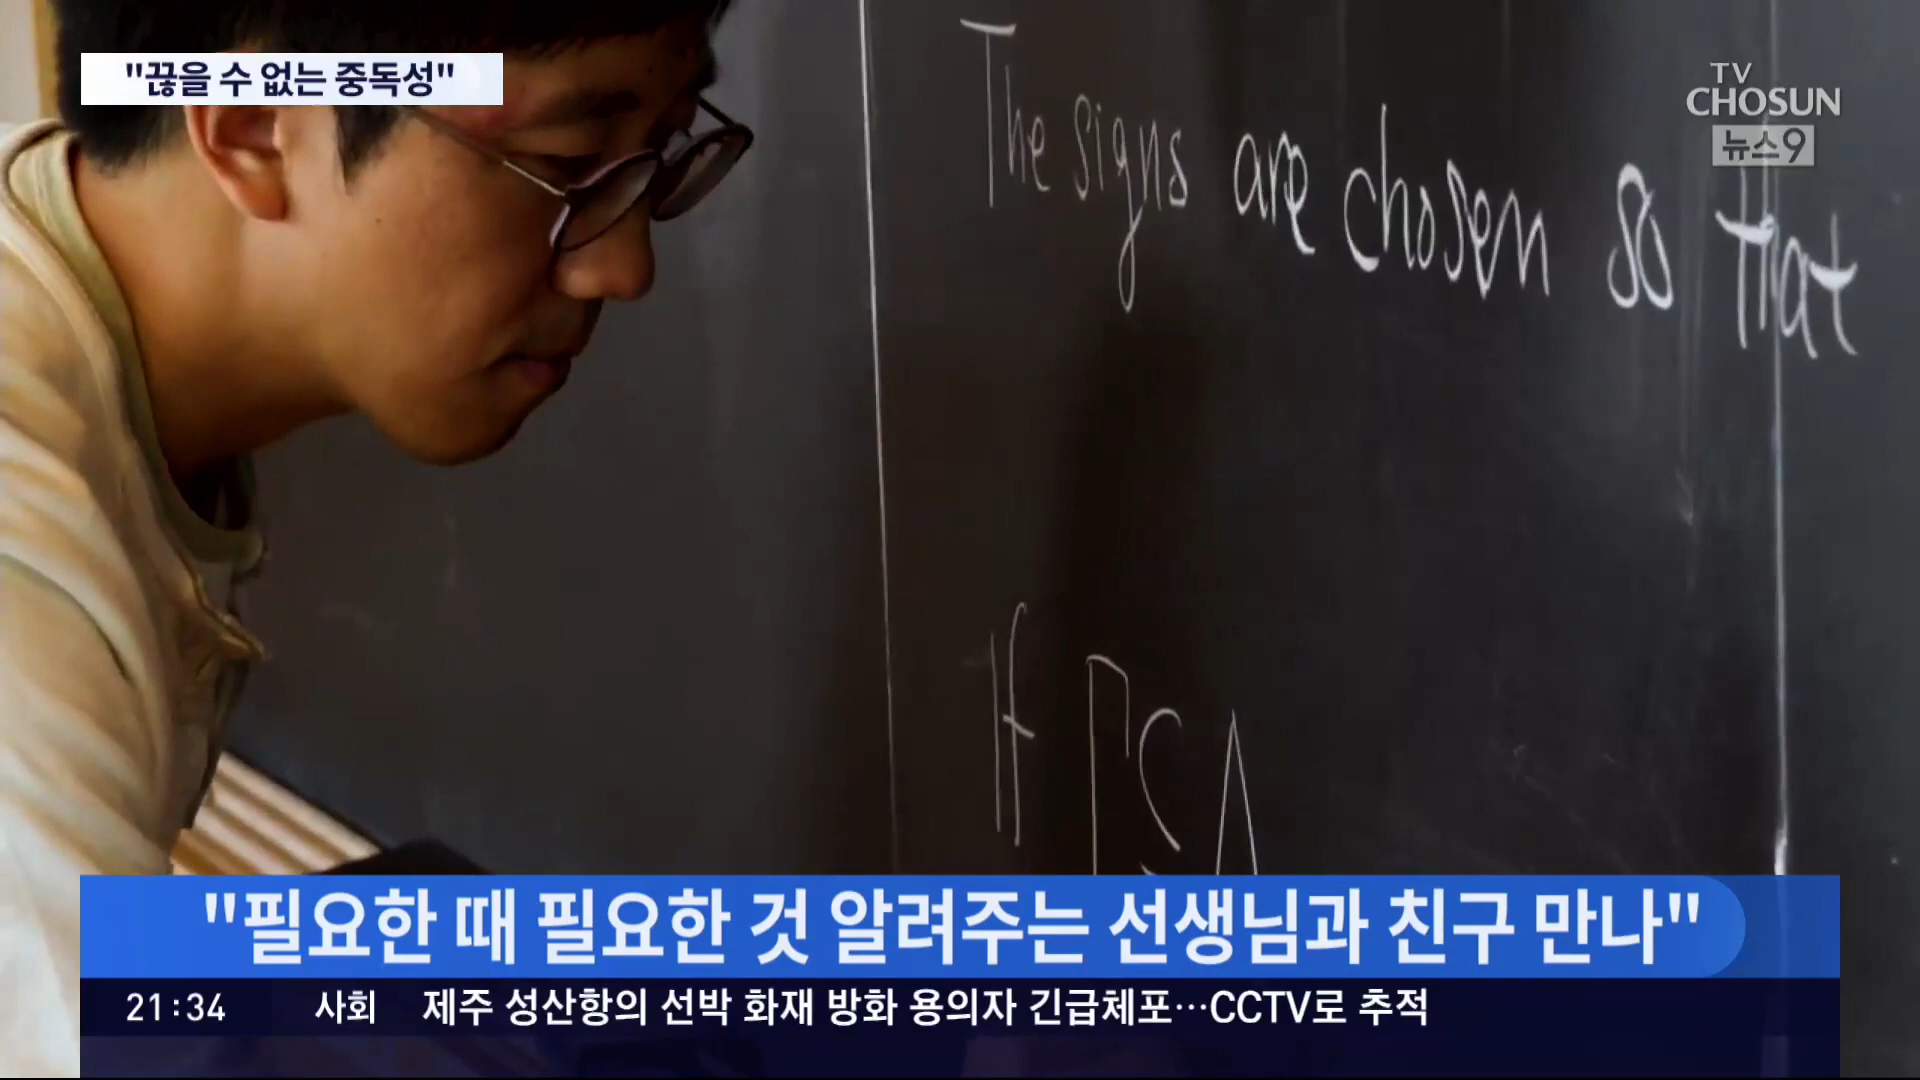 "끊을 수 없는 중독성"
TV
CHOSUN
뉴스9
The signs are chosen so that
If
"필요한 때 필요한 것 알려주는 선생님과 친구 만나"
21:34 사회 제주 성산항의 선박 화재 방화 용의자 긴급체포…CCTV로 추적